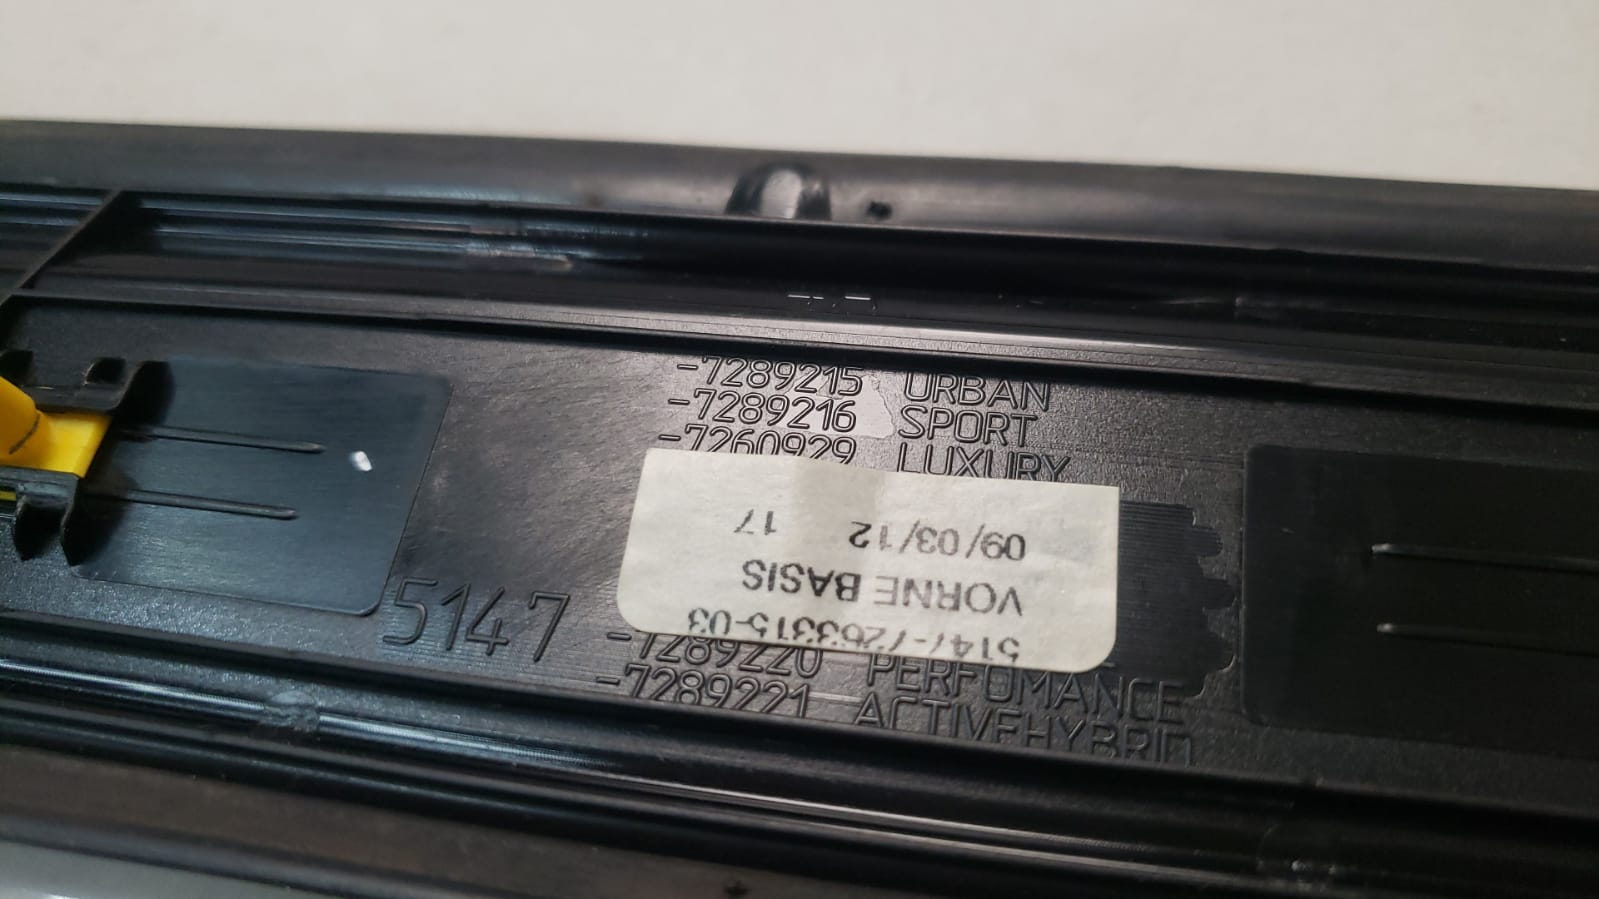 -7289215 URBAN
-7289216 SPORT
-7260929 LUXURY
5147
-7289220 PERFOMANCE
-7289221 ACTIVEHYBRID
5147-7263315-03
VORNE BASIS
09/03/12 17